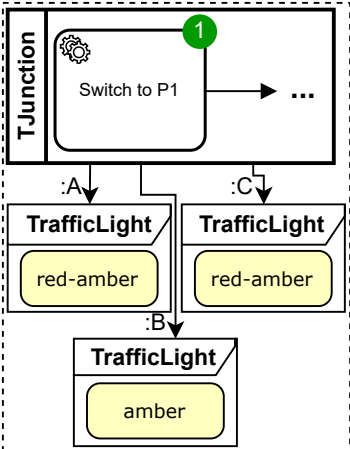 TJunction
1
Switch to P1
...
:A
:C
TrafficLight
TrafficLight
red-amber
red-amber
:B
TrafficLight
amber